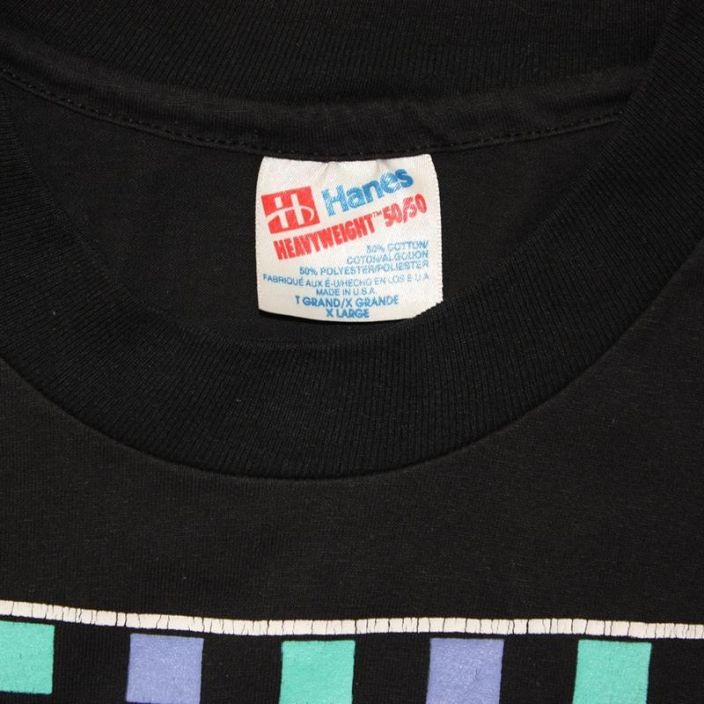 Hanes
HEAVYWEIGHT™ 50/50
50% COTTON/
COTON/ALGODON
50% POLYESTER/POLIESTER
FABRIQUÉ AUX É-U/HECHO EN LOS E·U·A
MADE IN U.S.A.
T GRAND/X GRANDE
X LARGE